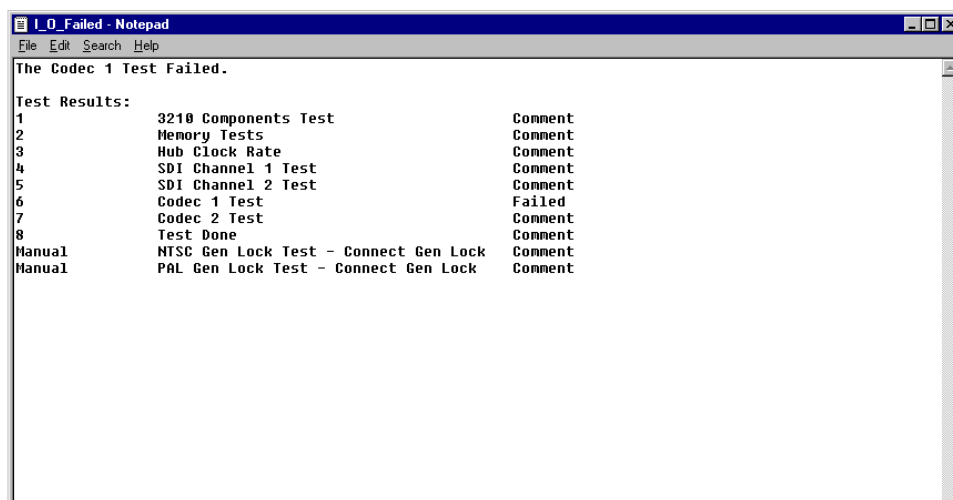 I_O_Failed - Notepad
File Edit Search Help
The Codec 1 Test Failed.
Test Results:
1 3210 Components Test Comment
2 Memory Tests Comment
3 Hub Clock Rate Comment
4 SDI Channel 1 Test Comment
5 SDI Channel 2 Test Comment
6 Codec 1 Test Failed
7 Codec 2 Test Comment
8 Test Done Comment
Manual NTSC Gen Lock Test - Connect Gen Lock Comment
Manual PAL Gen Lock Test - Connect Gen Lock Comment